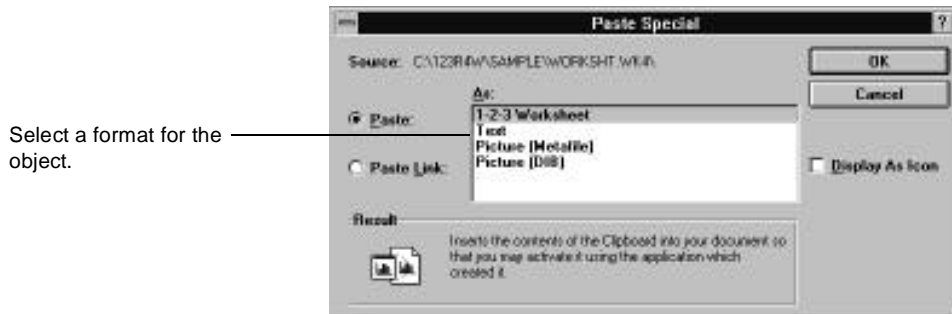 Paste Special
?
Source: C:\123R4W\SAMPLE\WORKSHT.WK4\
OK
As:
Cancel
Paste:
1-2-3 Worksheet
Text
Select a format for the
object.
Picture (Metafile)
Picture (DIB)
Paste Link:
Display As Icon
Result
Inserts the contents of the Clipboard into your document so
that you may activate it using the application which
created it.